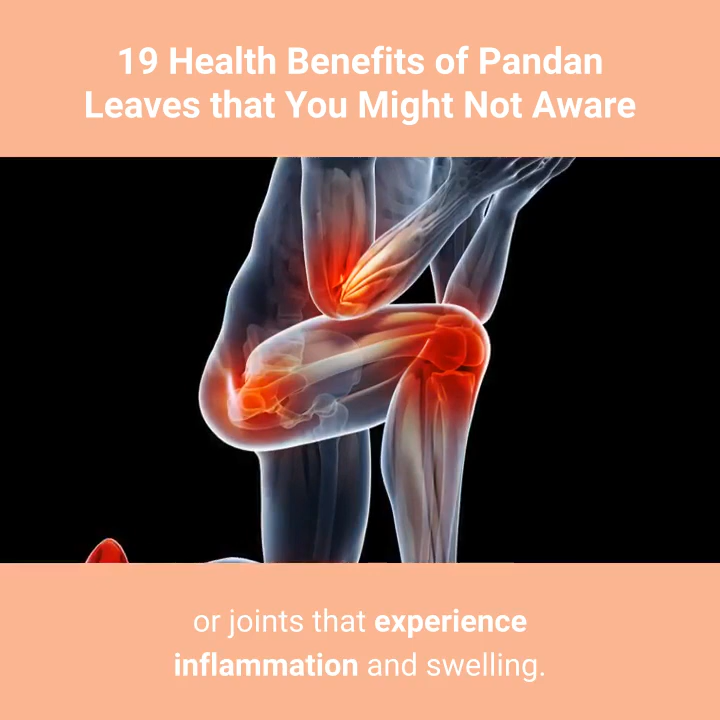 19 Health Benefits of Pandan
Leaves that You Might Not Aware
or joints that experience
inflammation and swelling.